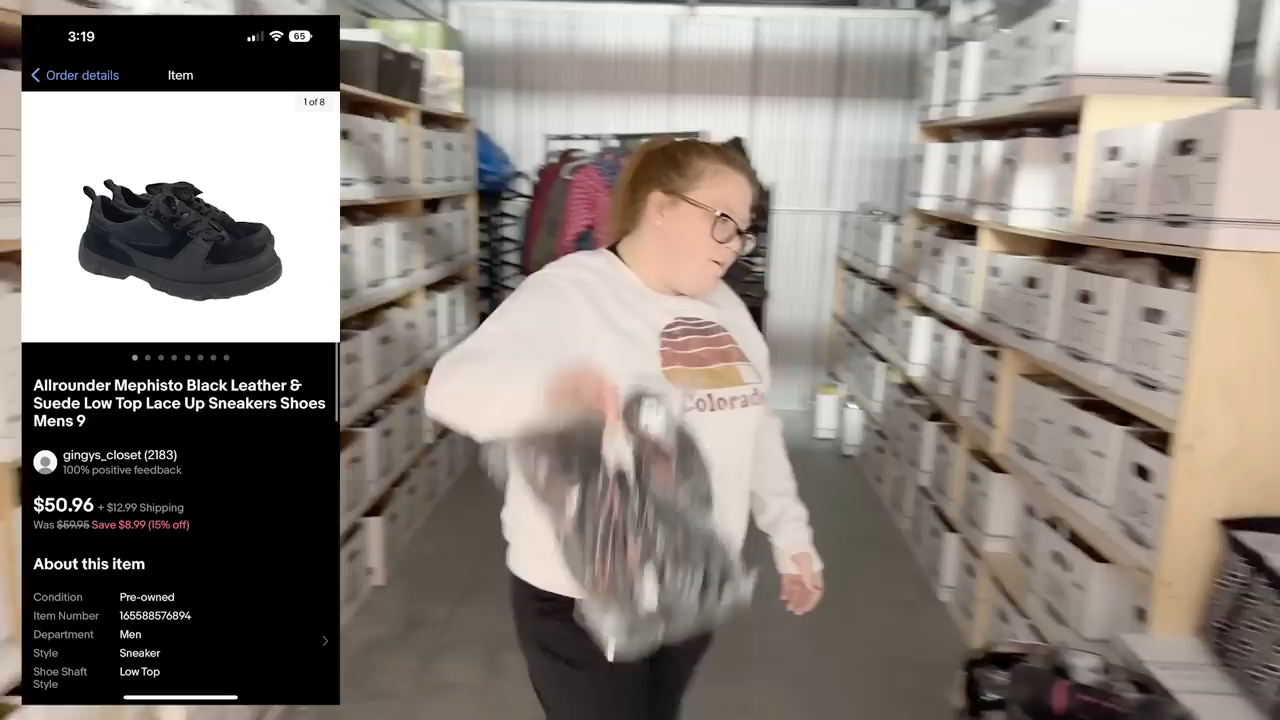 3:19
65
Order details
Item
1 of 8
Allrounder Mephisto Black Leather &
Suede Low Top Lace Up Sneakers Shoes
Mens 9
gingys_closet (2183)
100% positive feedback
$50.96 + $12.99 Shipping
Was $59.95 Save $8.99 (15% off)
About this item
Condition Pre-owned
Item Number 165588576894
Department Men
Style Sneaker
Shoe Shaft Low Top
Style
Colorado